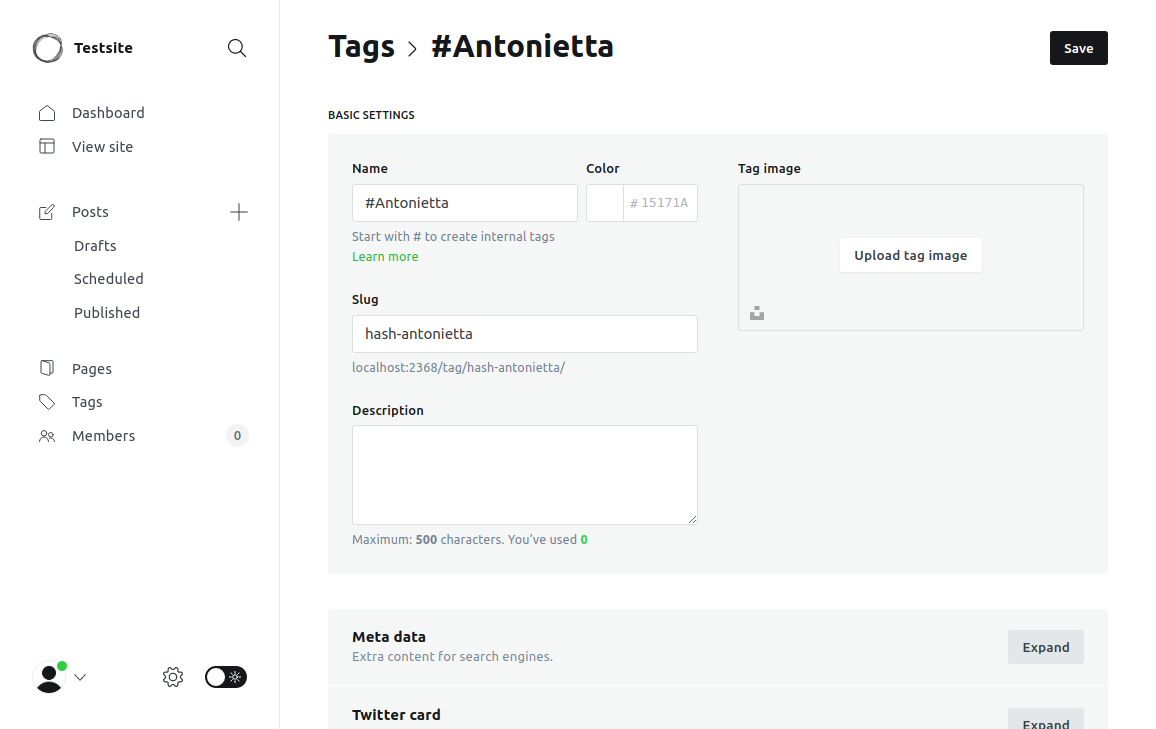 Testsite
Dashboard
View site
Posts
Drafts
Scheduled
Published
Pages
Tags
Members 0
Tags > #Antonietta
Save
BASIC SETTINGS
Name
#Antonietta
Color
# 15171A
Start with # to create internal tags
Learn more
Slug
hash-antonietta
localhost:2368/tag/hash-antonietta/
Description
Maximum: 500 characters. You’ve used 0
Tag image
Upload tag image
Meta data
Extra content for search engines.
Expand
Twitter card
Expand